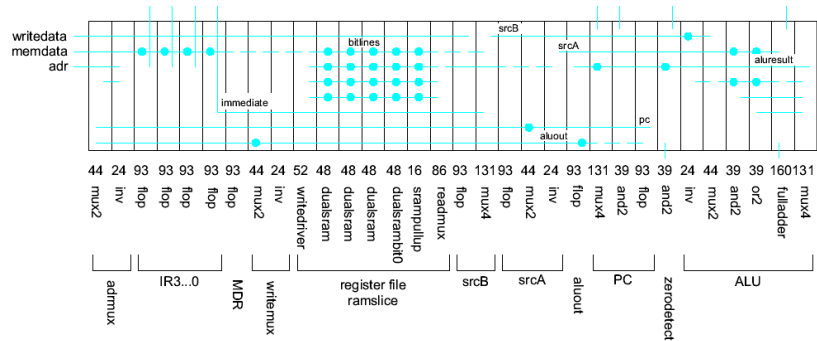 writedata
memdata
adr
srcB
bitlines
srcA
aluresult
immediate
pc
aluout
44 24 93 93 93 93 93 44 24 52 48 48 48 48 16 86 93 131 93 44 24 93 131 39 93 39 24 44 39 39 160 131
mux2
inv
flop
flop
flop
flop
flop
mux2
inv
writedriver
dualsram
dualsram
dualsram
dualsrambit0
srampullup
readmux
flop
mux4
flop
mux2
inv
flop
mux4
and2
flop
and2
inv
mux2
and2
or2
fulladder
mux4
adrmux
IR3...0
MDR
writemux
register file
ramslice
srcB
srcA
aluout
PC
zerodetect
ALU